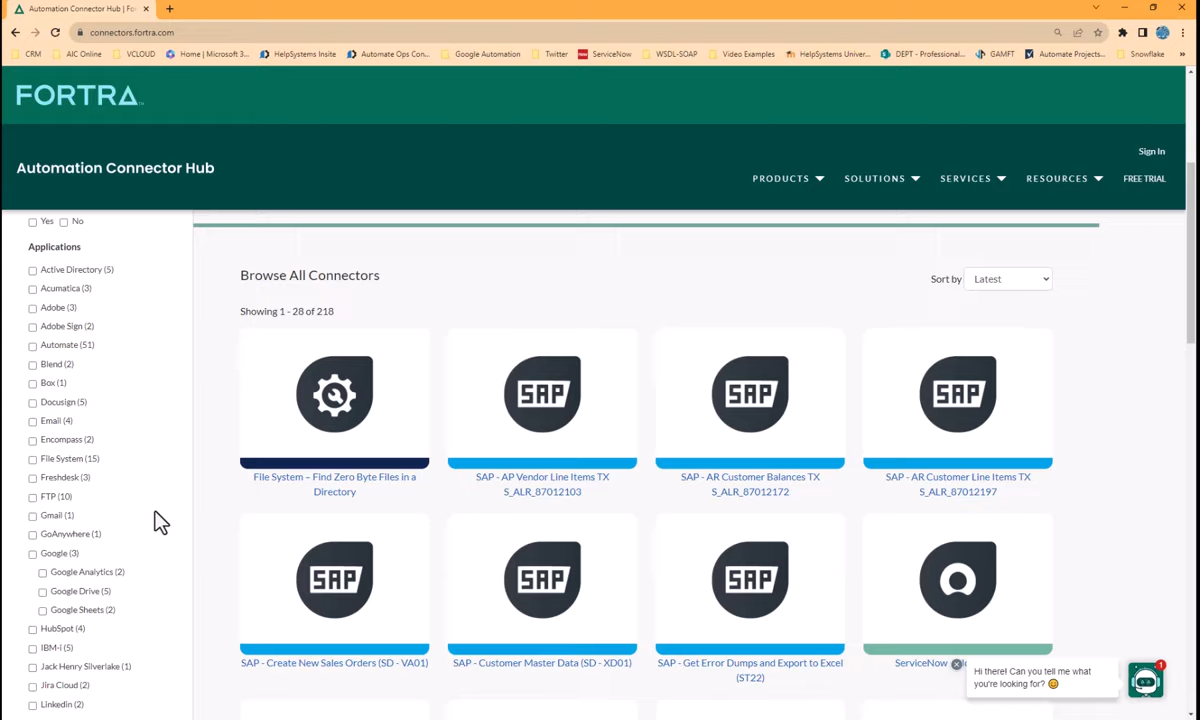 Automation Connector Hub | Fo
connectors.fortra.com
CRM
AIC Online
VCLOUD
Home | Microsoft 3...
HelpSystems Insite
Automate Ops Con...
Google Automation
Twitter
ServiceNow
WSDL-SOAP
Video Examples
HelpSystems Univer...
DEPT - Professional...
GAMFT
Automate Projects...
Snowflake
FORTRA
Automation Connector Hub
Sign In
PRODUCTS
SOLUTIONS
SERVICES
RESOURCES
FREE TRIAL
Yes
No
Applications
Active Directory (5)
Acumatica (3)
Adobe (3)
Adobe Sign (2)
Automate (51)
Blend (2)
Box (1)
Docusign (5)
Email (4)
Encompass (2)
File System (15)
Freshdesk (3)
FTP (10)
Gmail (1)
GoAnywhere (1)
Google (3)
Google Analytics (2)
Google Drive (5)
Google Sheets (2)
HubSpot (4)
IBM-i (5)
Jack Henry Silverlake (1)
Jira Cloud (2)
Linkedin (2)
Browse All Connectors
Sort by
Latest
Showing 1 - 28 of 218
SAP
SAP
SAP
File System – Find Zero Byte Files in a
Directory
SAP - AP Vendor Line Items TX
S_ALR_87012103
SAP - AR Customer Balances TX
S_ALR_87012172
SAP - AR Customer Line Items TX
S_ALR_87012197
SAP
SAP
SAP
SAP - Create New Sales Orders (SD - VA01)
SAP - Customer Master Data (SD - XD01)
SAP - Get Error Dumps and Export to Excel
(ST22)
ServiceNow
Hi there! Can you tell me what
you're looking for? 😊
1